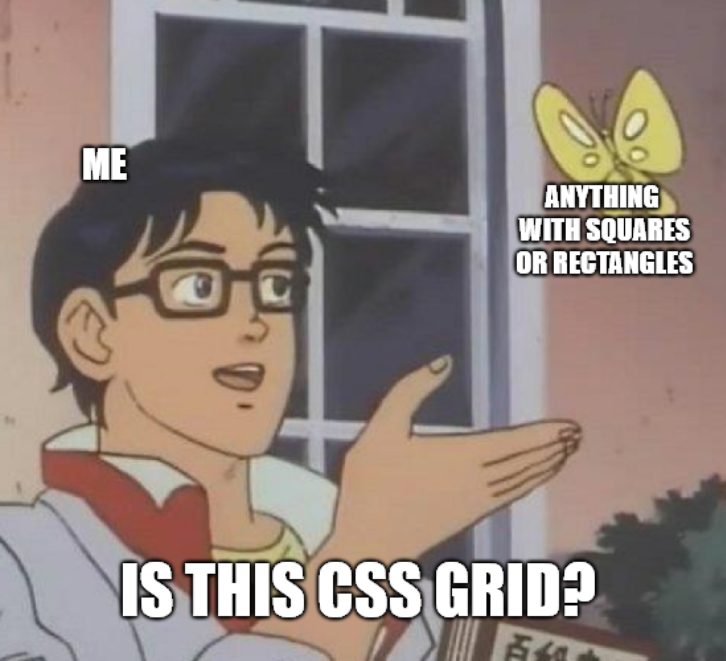 ME
ANYTHING
WITH SQUARES
OR RECTANGLES
IS THIS CSS GRID?